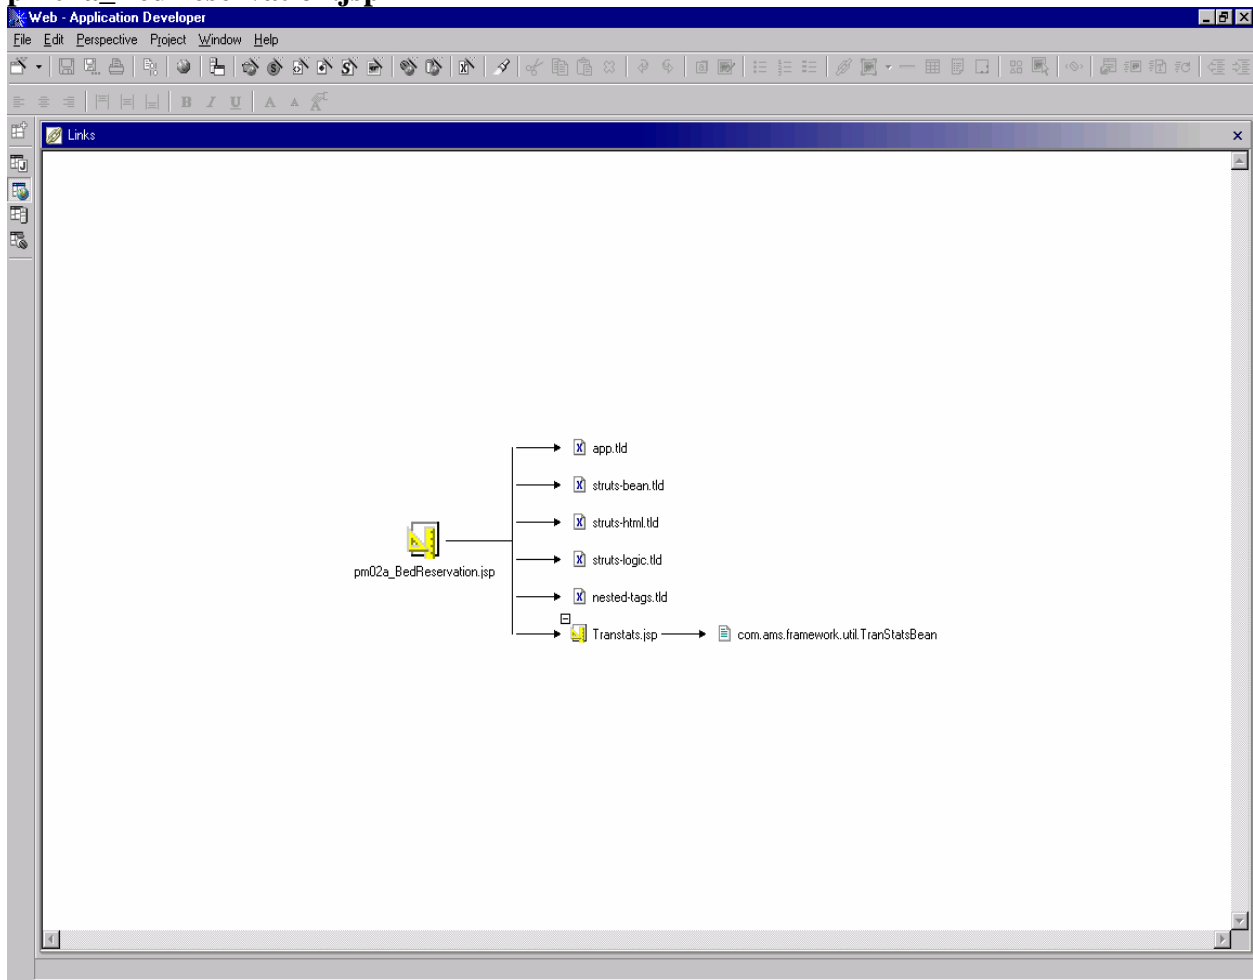 Web - Application Developer
File Edit Perspective Project Window Help
B I U A A
Links
app.tld
struts-bean.tld
struts-html.tld
pm02a_BedReservation.jsp
struts-logic.tld
nested-tags.tld
Transtats.jsp com.ams.framework.util.TranStatsBean